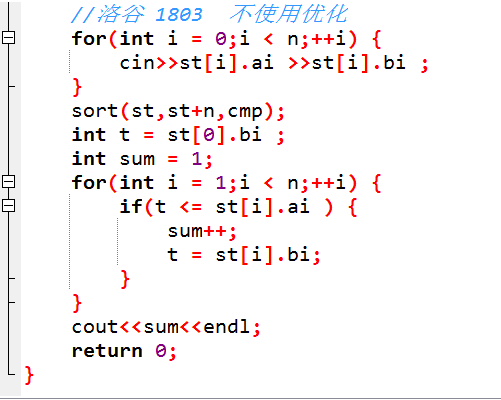 //洛谷 1803  不使用优化
for(int i = 0;i < n;++i) {
cin>>st[i].ai >>st[i].bi ;
}
sort(st,st+n,cmp);
int t = st[0].bi ;
int sum = 1;
for(int i = 1;i < n;++i) {
if(t <= st[i].ai ) {
sum++;
t = st[i].bi;
}
}
cout<<sum<<endl;
return 0;
}